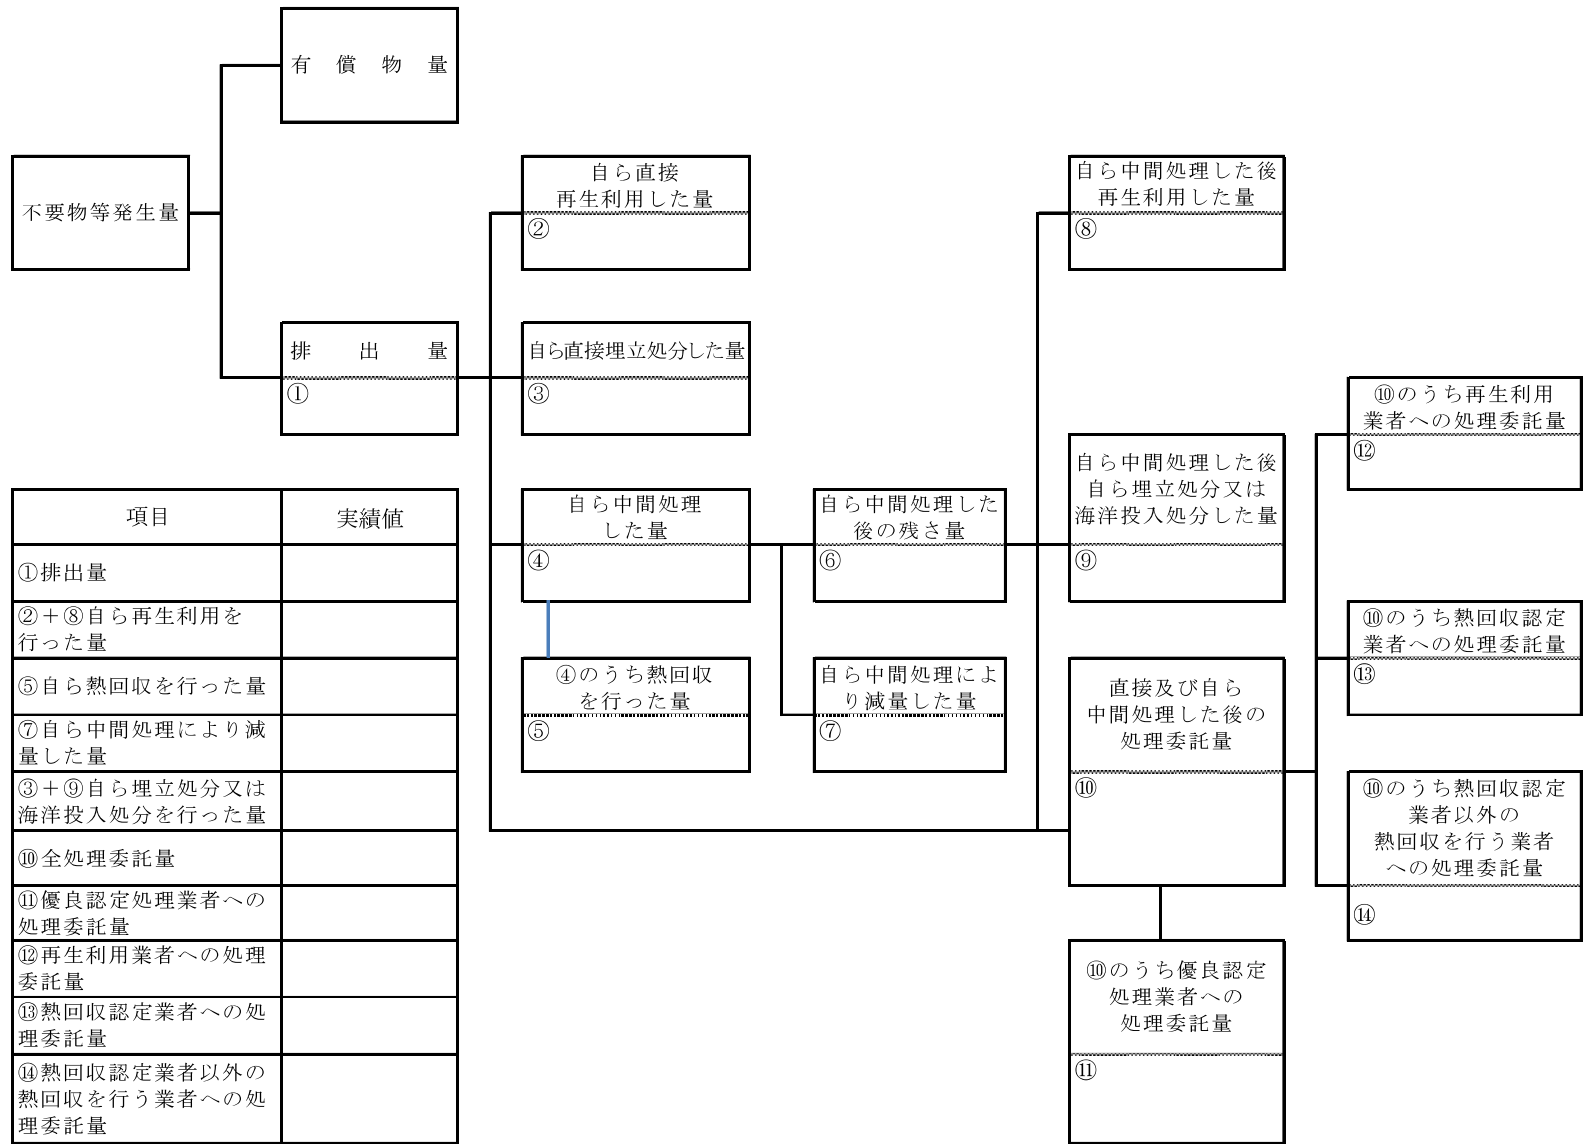 有償物量
不要物等発生量
排出量
①
自ら直接
再生利用した量
②
自ら直接埋立処分した量
③
自ら中間処理
した量
④
④のうち熱回収
を行った量
⑤
自ら中間処理した
後の残さ量
⑥
自ら中間処理によ
り減量した量
⑦
自ら中間処理した後
再生利用した量
⑧
自ら中間処理した後
自ら埋立処分又は
海洋投入処分した量
⑨
直接及び自ら
中間処理した後の
処理委託量
⑩
⑩のうち優良認定
処理業者への
処理委託量
⑪
⑩のうち再生利用
業者への処理委託量
⑫
⑩のうち熱回収認定
業者への処理委託量
⑬
⑩のうち熱回収認定
業者以外の
熱回収を行う業者
への処理委託量
⑭
項目 実績値
①排出量
②＋⑧自ら再生利用を
行った量
⑤自ら熱回収を行った量
⑦自ら中間処理により減
量した量
③＋⑨自ら埋立処分又は
海洋投入処分を行った量
⑩全処理委託量
⑪優良認定処理業者への
処理委託量
⑫再生利用業者への処理
委託量
⑬熱回収認定業者への処
理委託量
⑭熱回収認定業者以外の
熱回収を行う業者への処
理委託量